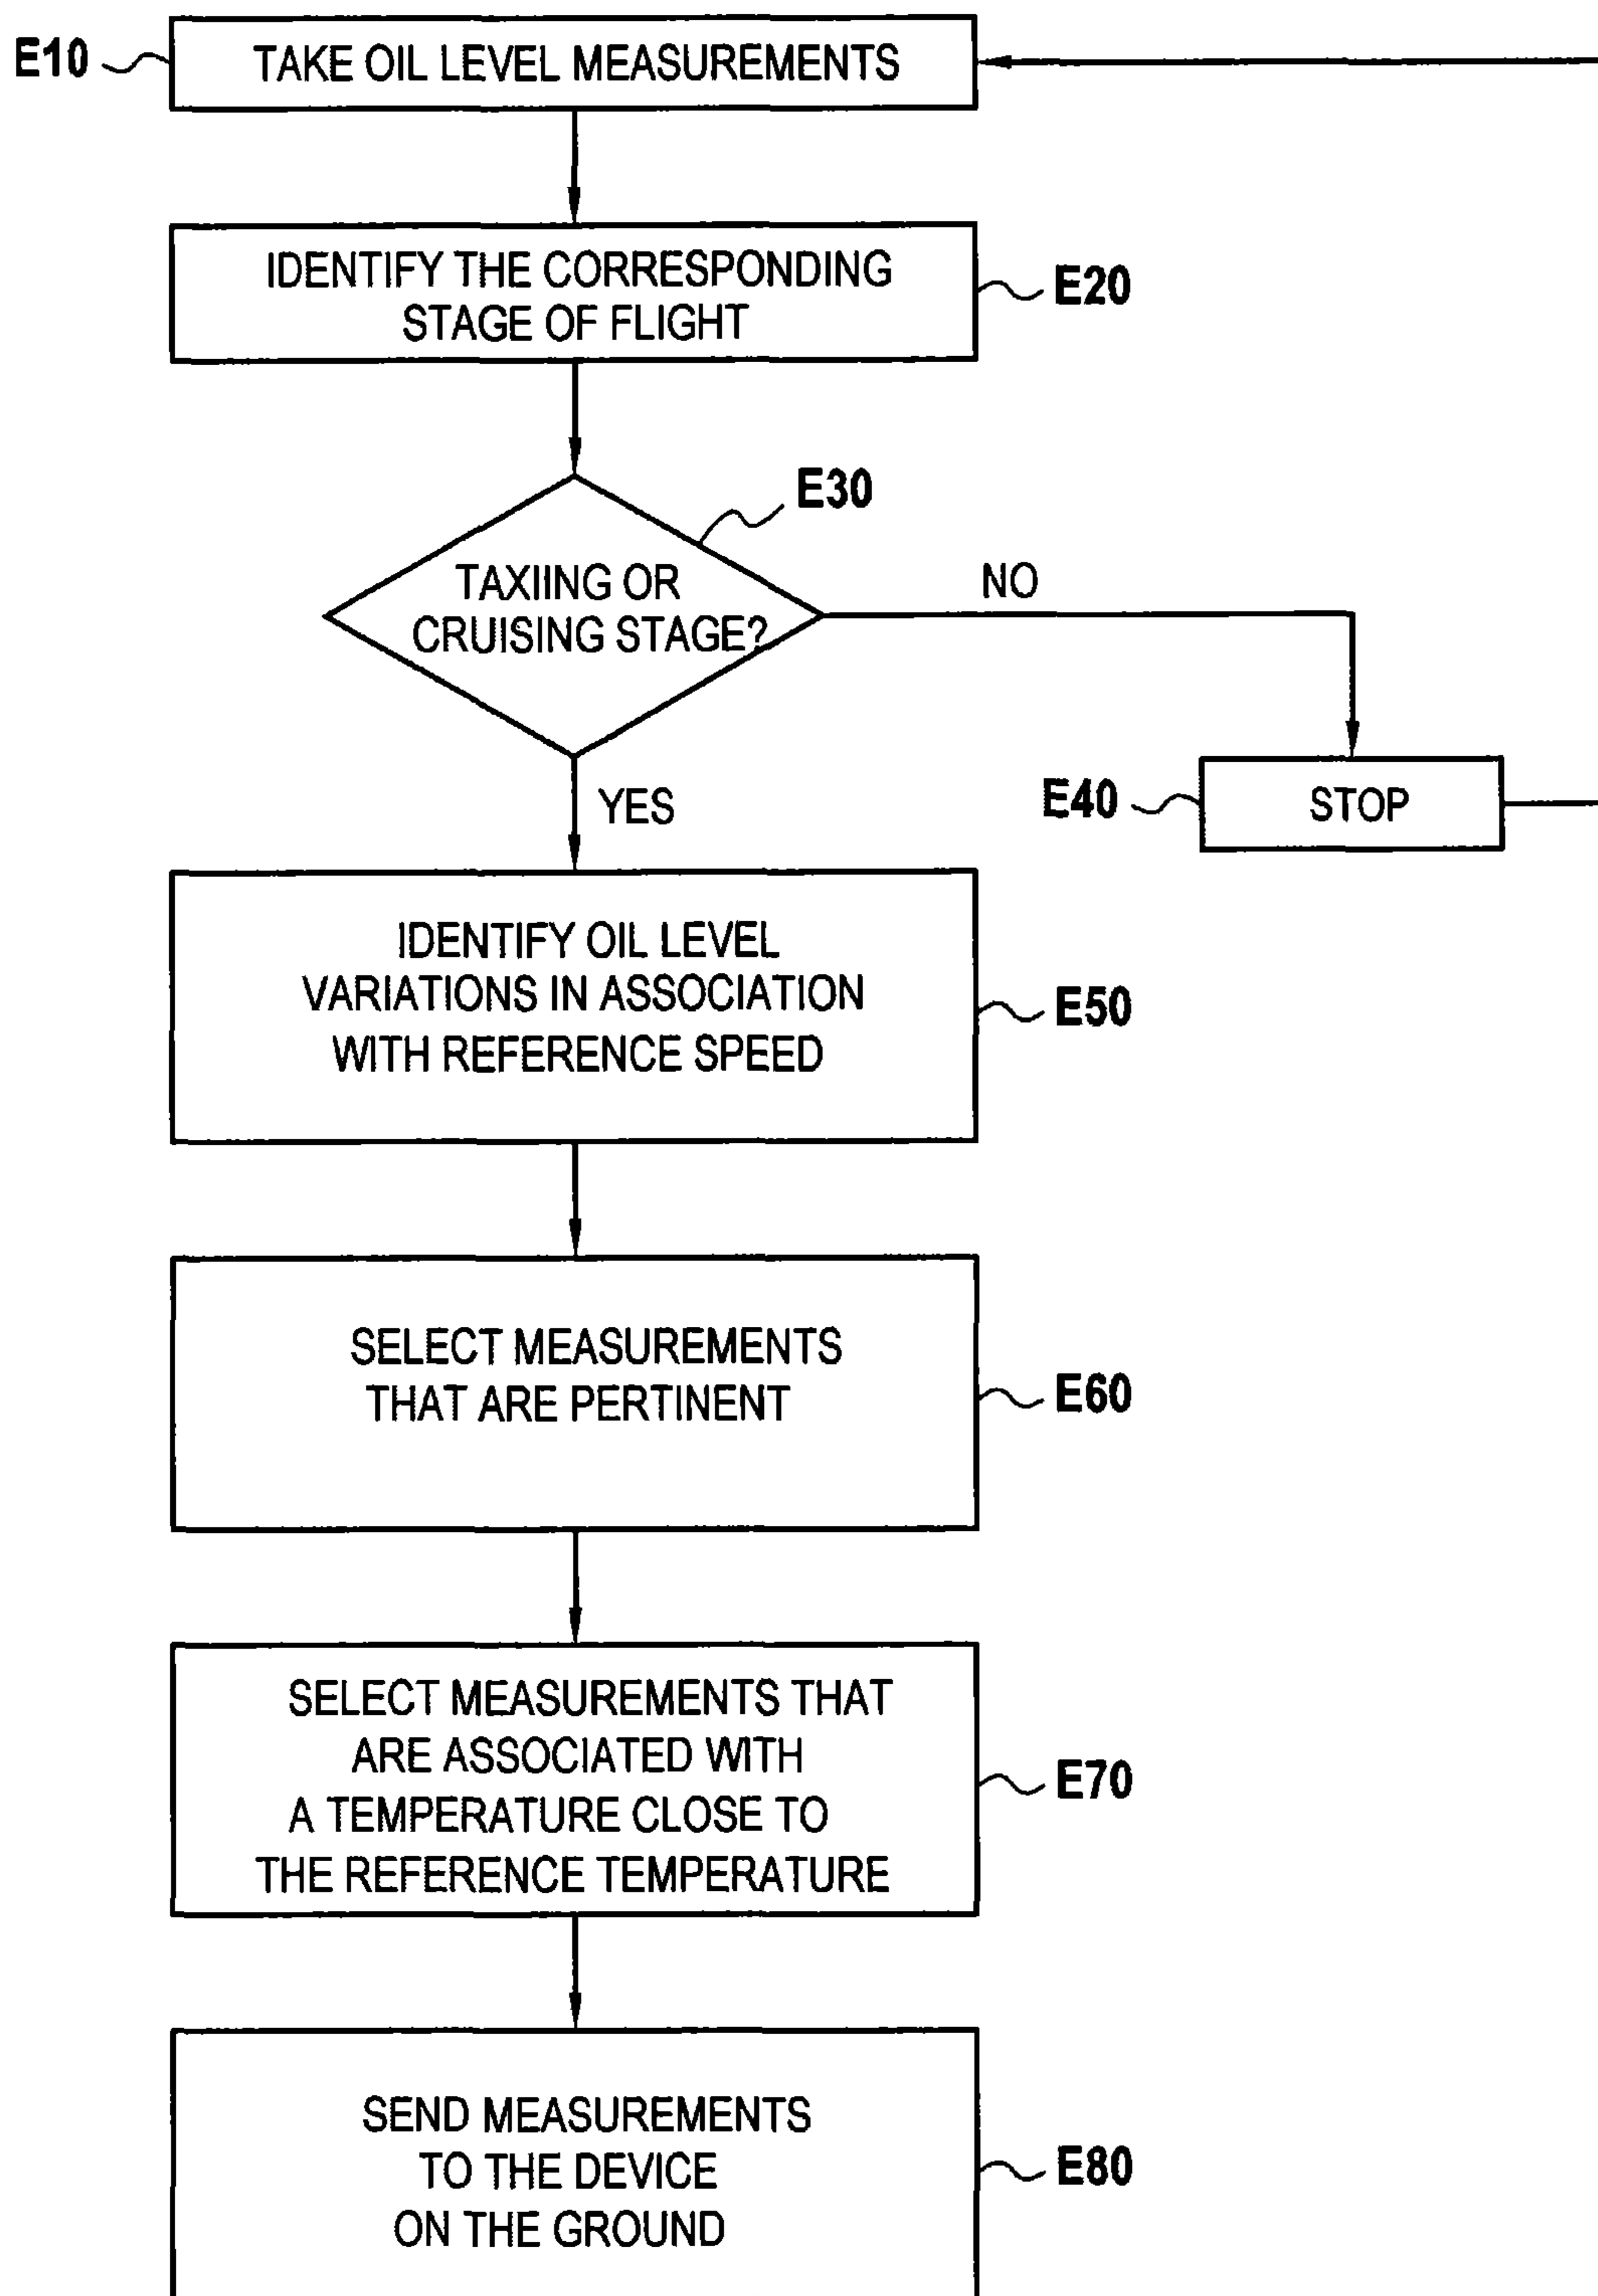 E10
TAKE OIL LEVEL MEASUREMENTS
IDENTIFY THE CORRESPONDING
STAGE OF FLIGHT
E20
E30
TAXIING OR
CRUISING STAGE?
NO
YES
E40
STOP
IDENTIFY OIL LEVEL
VARIATIONS IN ASSOCIATION
WITH REFERENCE SPEED
E50
SELECT MEASUREMENTS
THAT ARE PERTINENT
E60
SELECT MEASUREMENTS THAT
ARE ASSOCIATED WITH
A TEMPERATURE CLOSE TO
THE REFERENCE TEMPERATURE
E70
SEND MEASUREMENTS
TO THE DEVICE
ON THE GROUND
E80